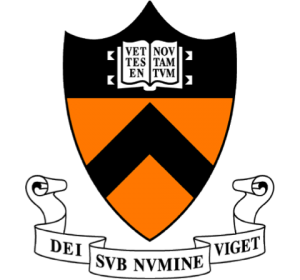 VET NOV
TES TAM
EN TVM
DEI SVB NVMINE VIGET